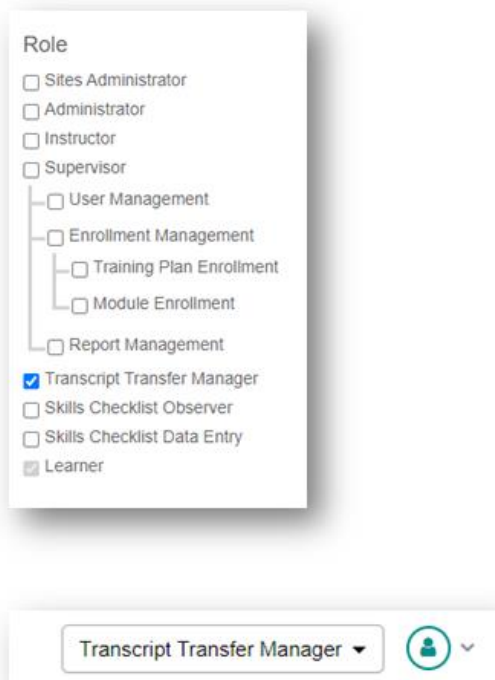 Role
Sites Administrator
Administrator
Instructor
Supervisor
User Management
Enrollment Management
Training Plan Enrollment
Module Enrollment
Report Management
Transcript Transfer Manager
Skills Checklist Observer
Skills Checklist Data Entry
Learner
Transcript Transfer Manager